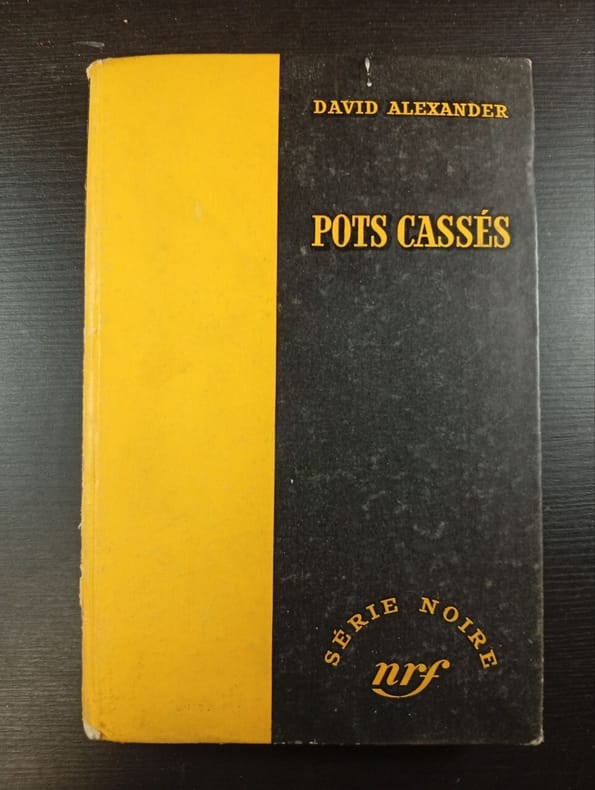 DAVID ALEXANDER
POTS CASSÉS
SÉRIE NOIRE
nrf